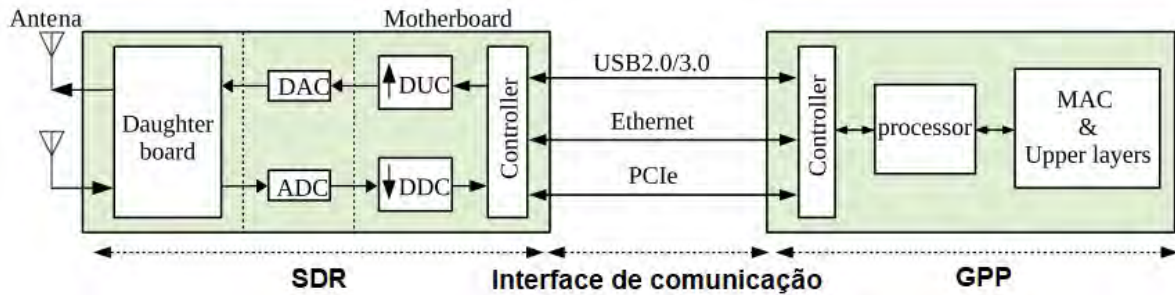 Antena
Motherboard
Daughter
board
DAC
DUC
ADC
DDC
Controller
USB2.0/3.0
Ethernet
PCIe
Controller
processor
MAC
&
Upper layers
SDR
Interface de comunicação
GPP